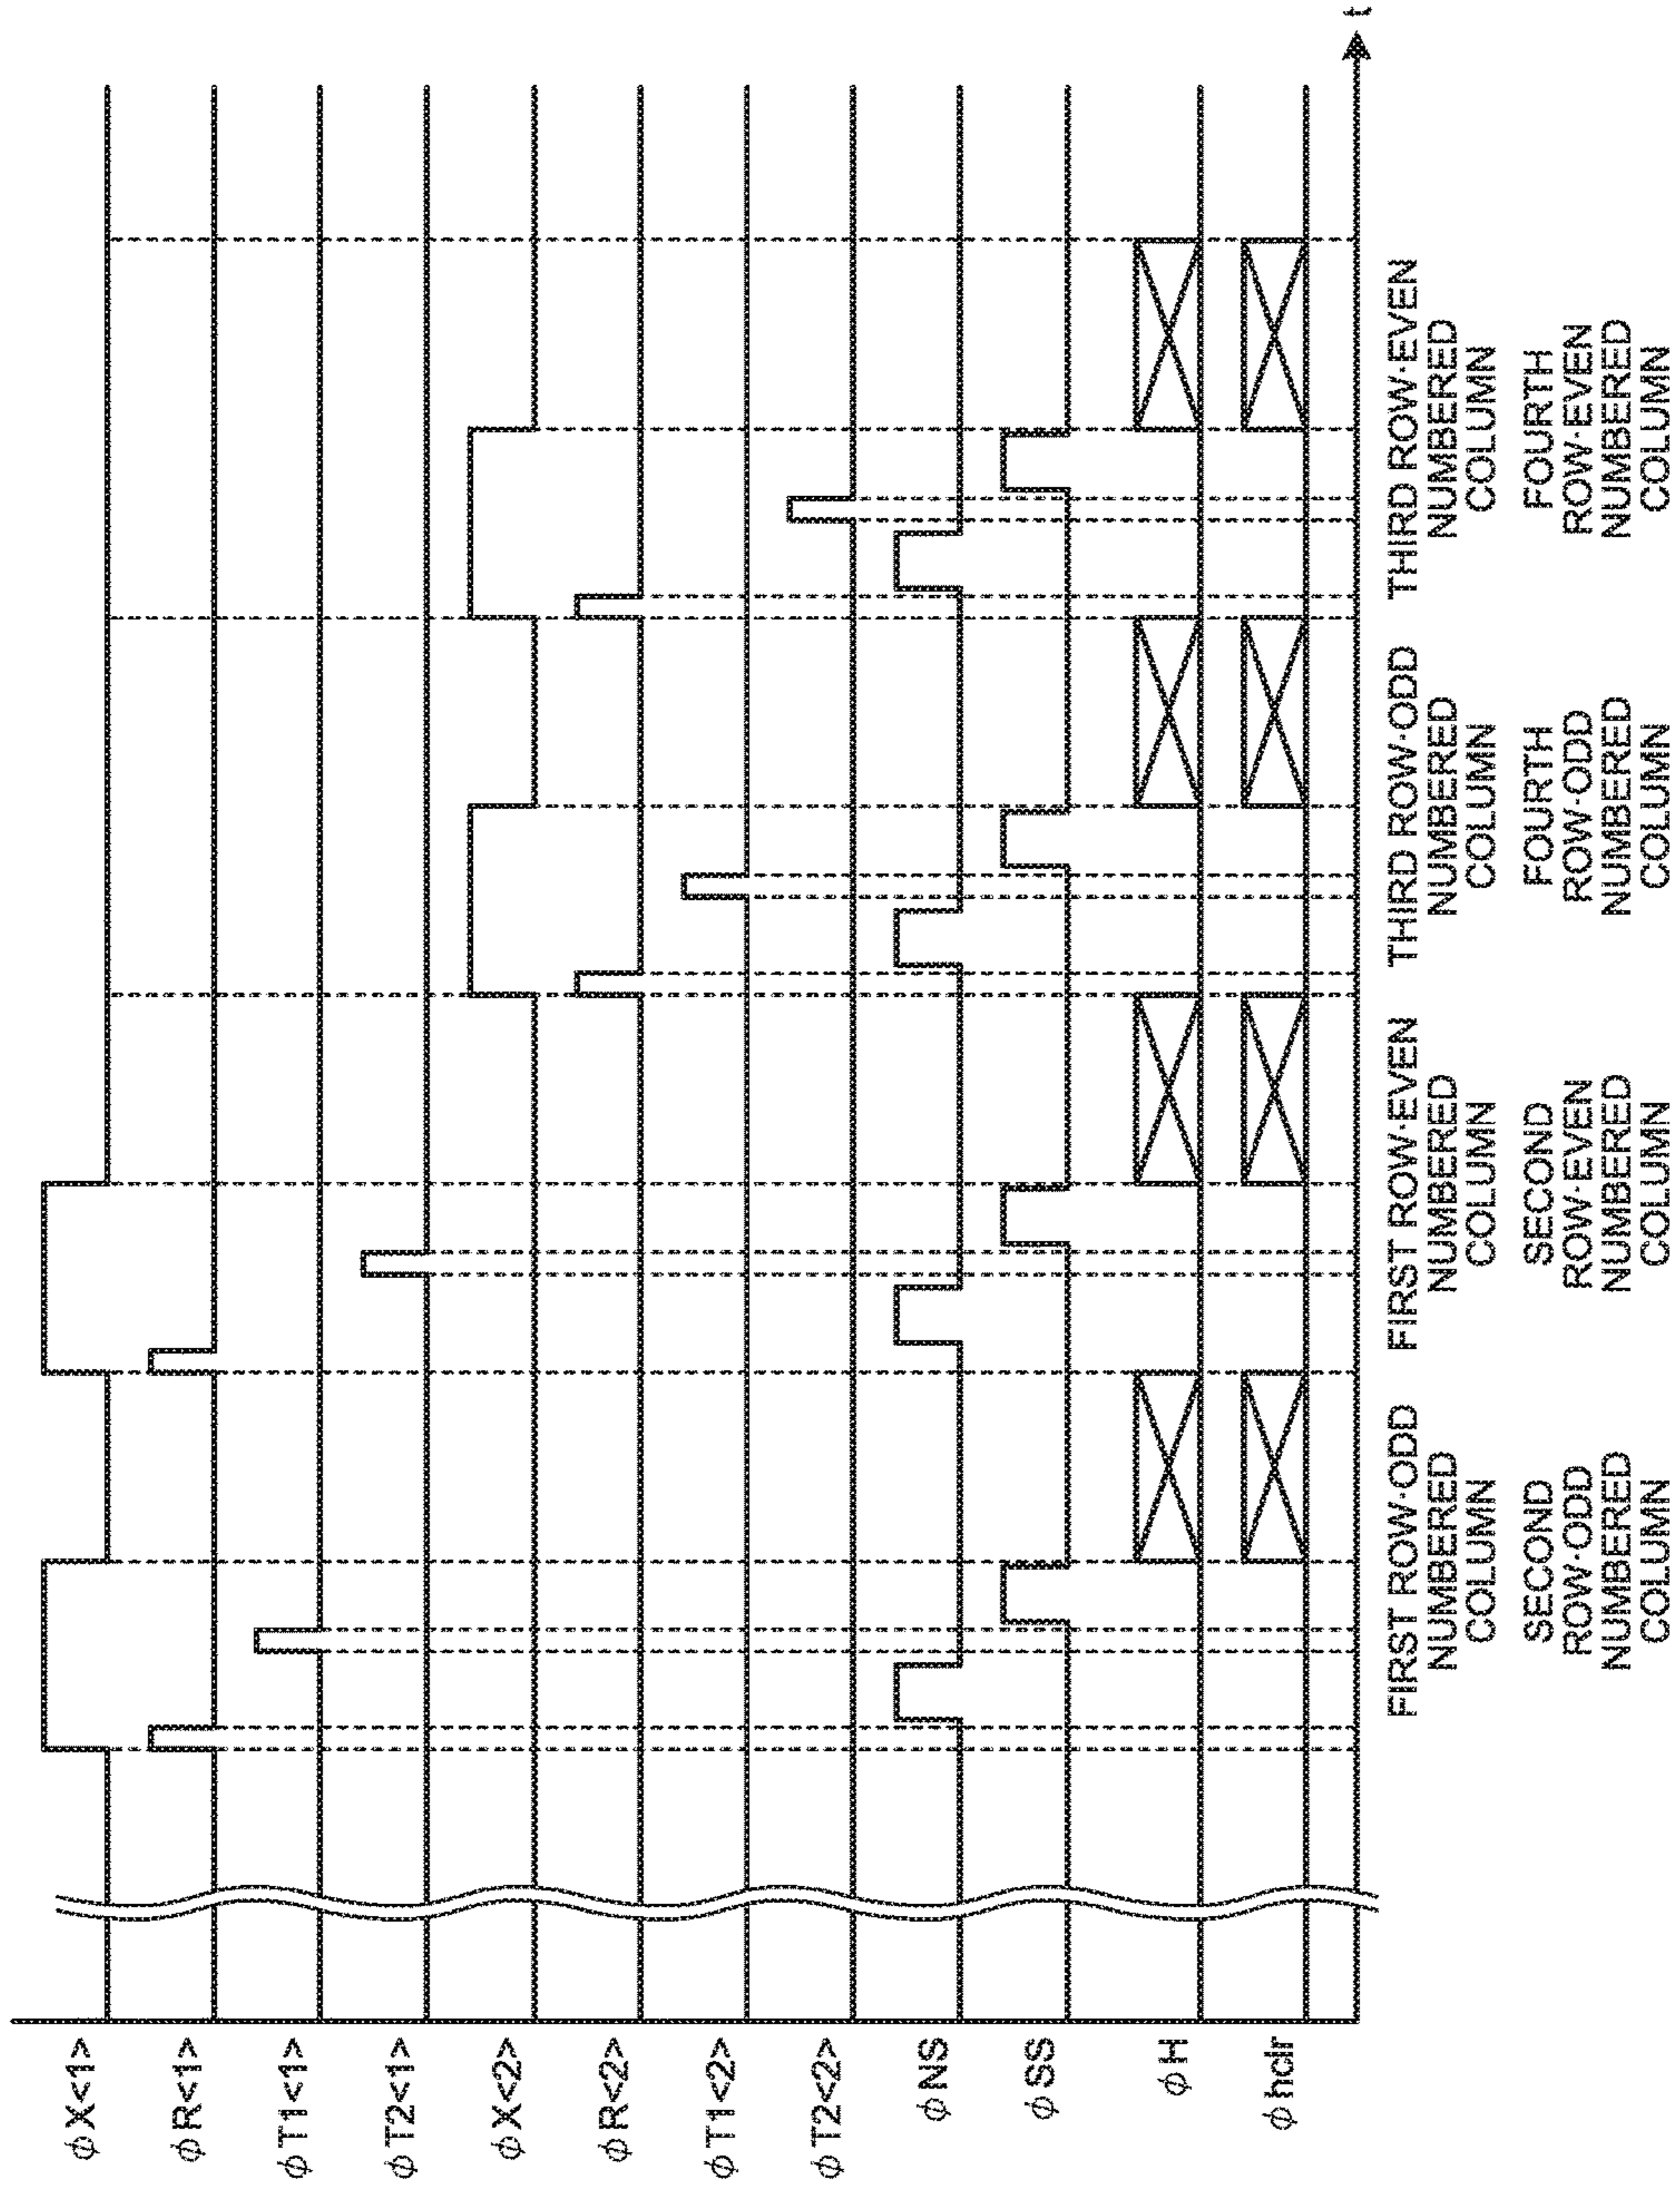 ϕX<1>
ϕR<1>
ϕT1<1>
ϕT2<1>
ϕX<2>
ϕR<2>
ϕT1<2>
ϕT2<2>
ϕNS
ϕSS
ϕH
ϕhclr
t
FIRST ROW·ODD
NUMBERED
COLUMN
SECOND
ROW·ODD
NUMBERED
COLUMN
FIRST ROW·EVEN
NUMBERED
COLUMN
SECOND
ROW·EVEN
NUMBERED
COLUMN
THIRD ROW·ODD
NUMBERED
COLUMN
FOURTH
ROW·ODD
NUMBERED
COLUMN
THIRD ROW·EVEN
NUMBERED
COLUMN
FOURTH
ROW·EVEN
NUMBERED
COLUMN